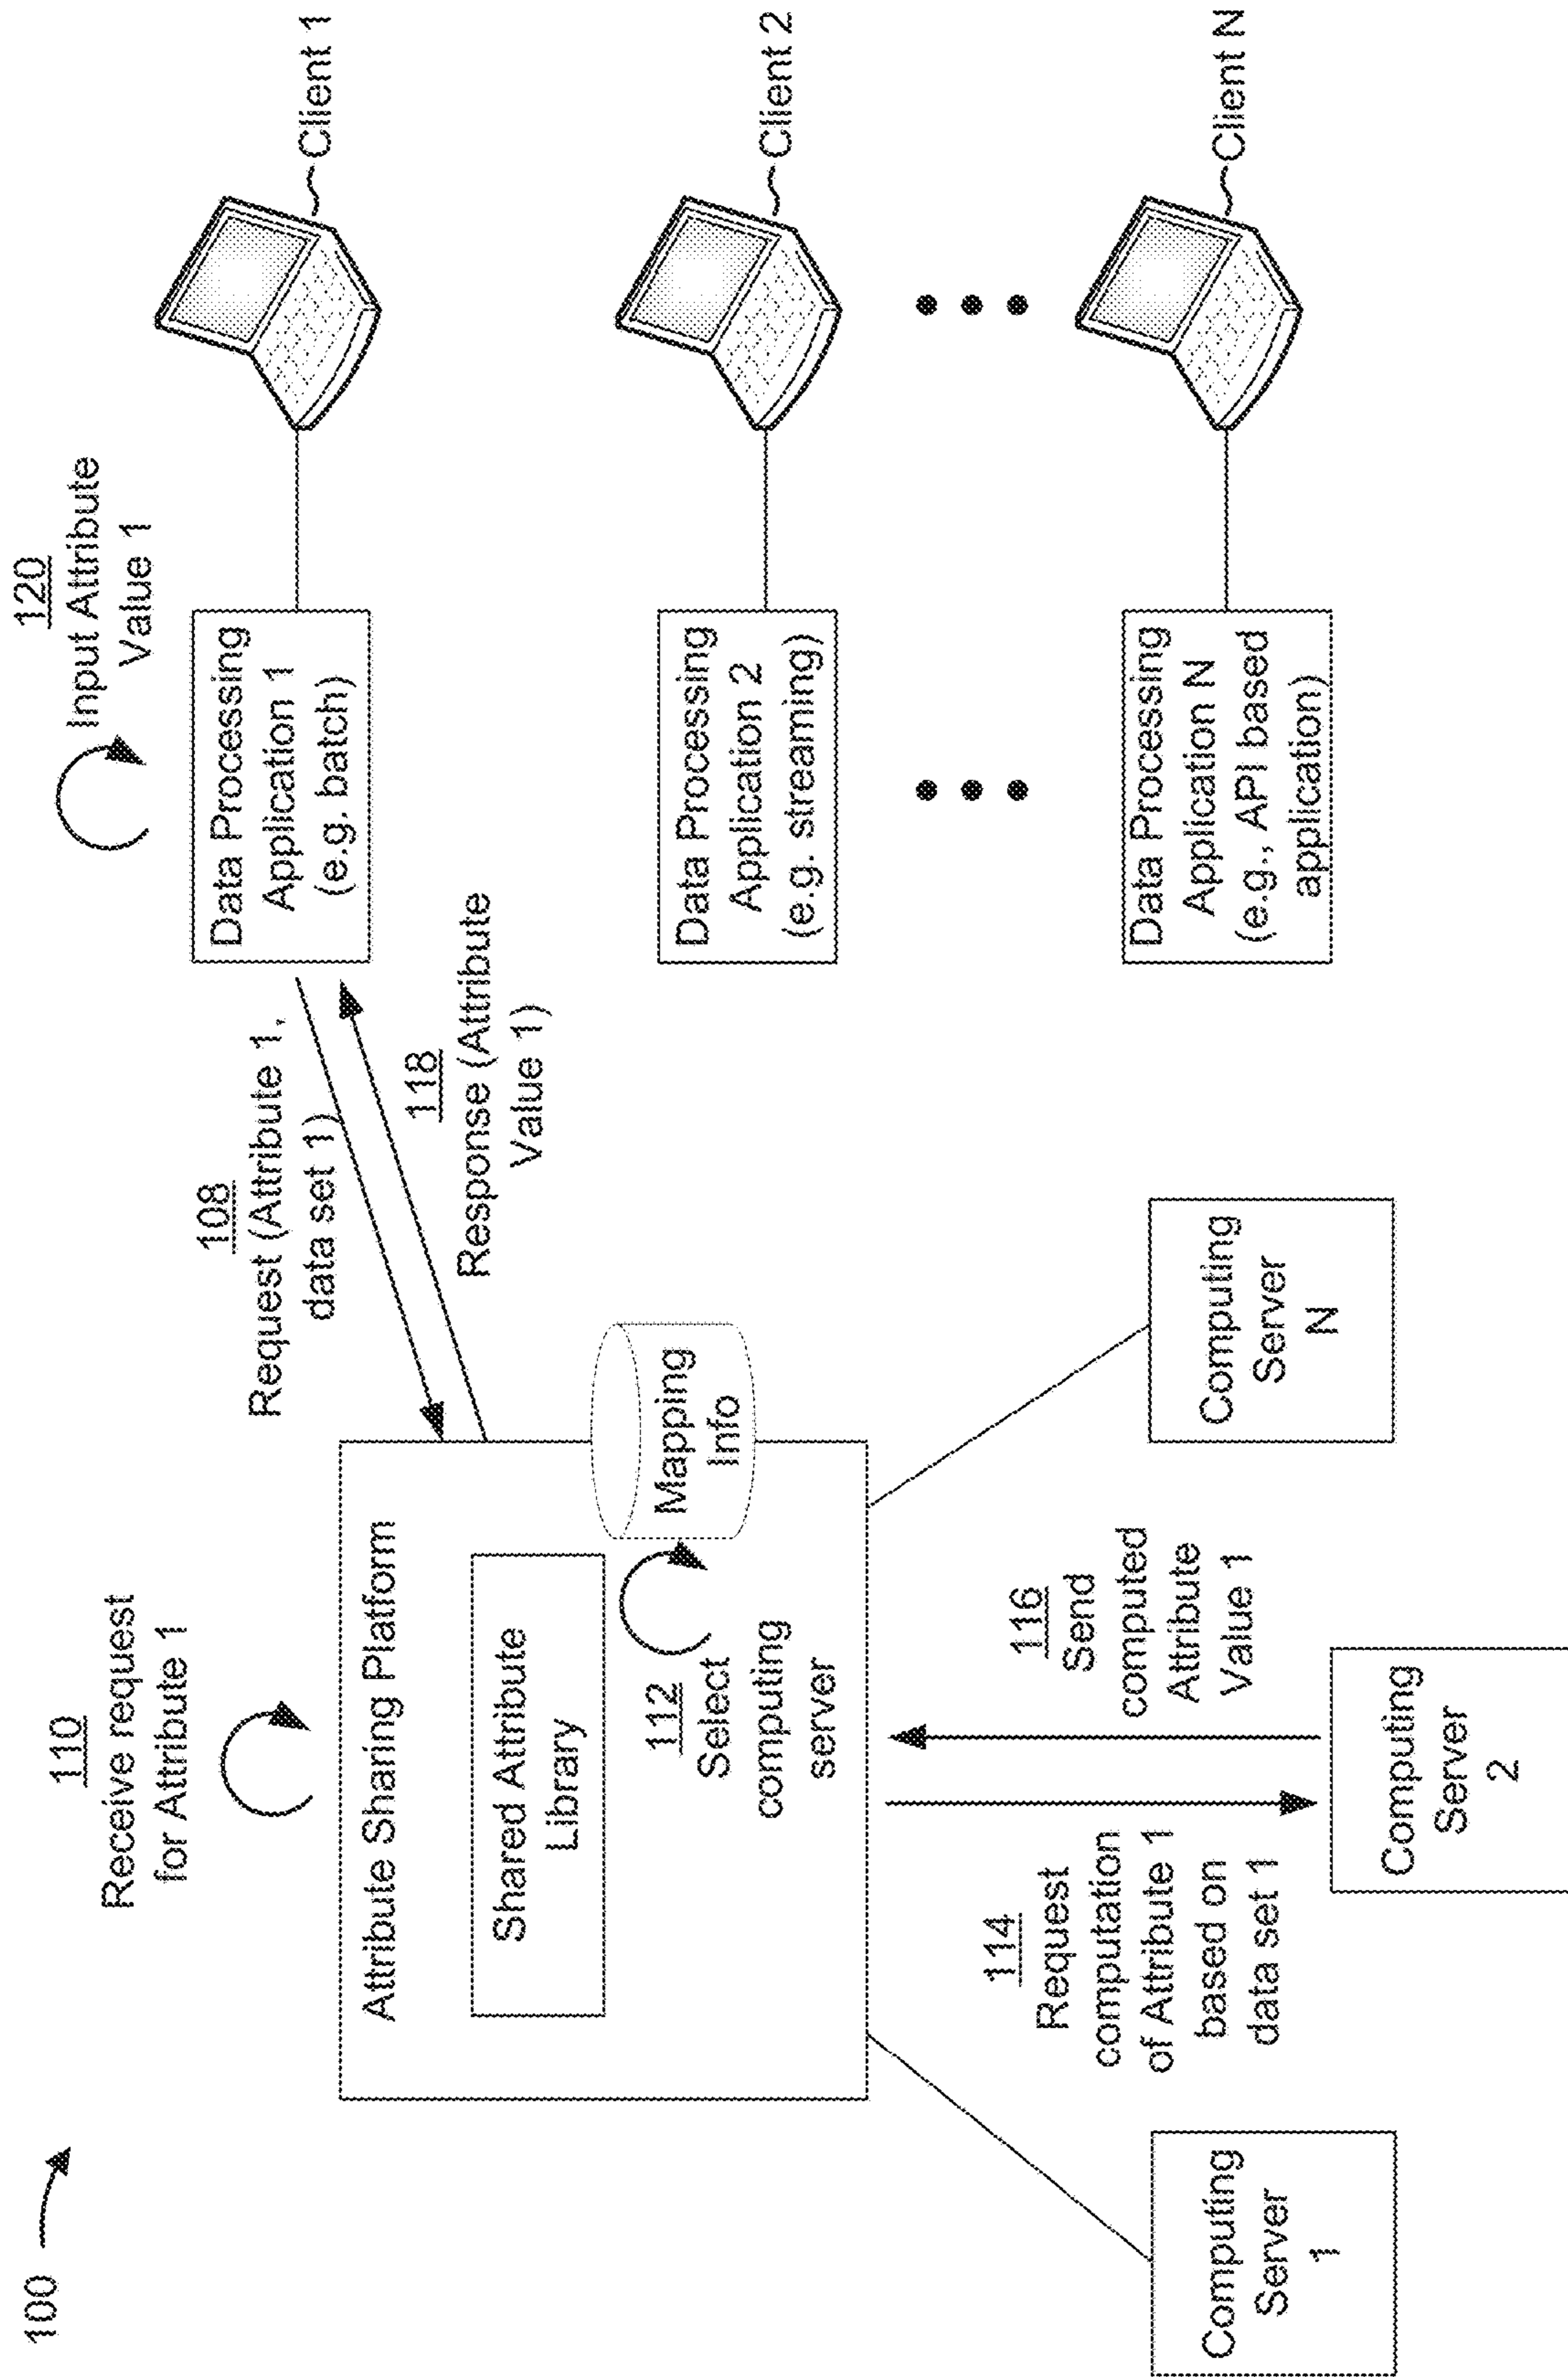 100
110
Receive request
for Attribute 1
Attribute Sharing Platform
Shared Attribute
Library
112
Select
computing
server
Mapping
Info
108
Request (Attribute 1,
data set 1)
118
Response (Attribute
Value 1)
120
Input Attribute
Value 1
Data Processing
Application 1
(e.g. batch)
Client 1
Data Processing
Application 2
(e.g. streaming)
Client 2
Data Processing
Application N
(e.g., API based
application)
Client N
114
Request
computation
of Attribute 1
based on
data set 1
116
Send
computed
Attribute
Value 1
Computing
Server
1
Computing
Server
2
Computing
Server
N